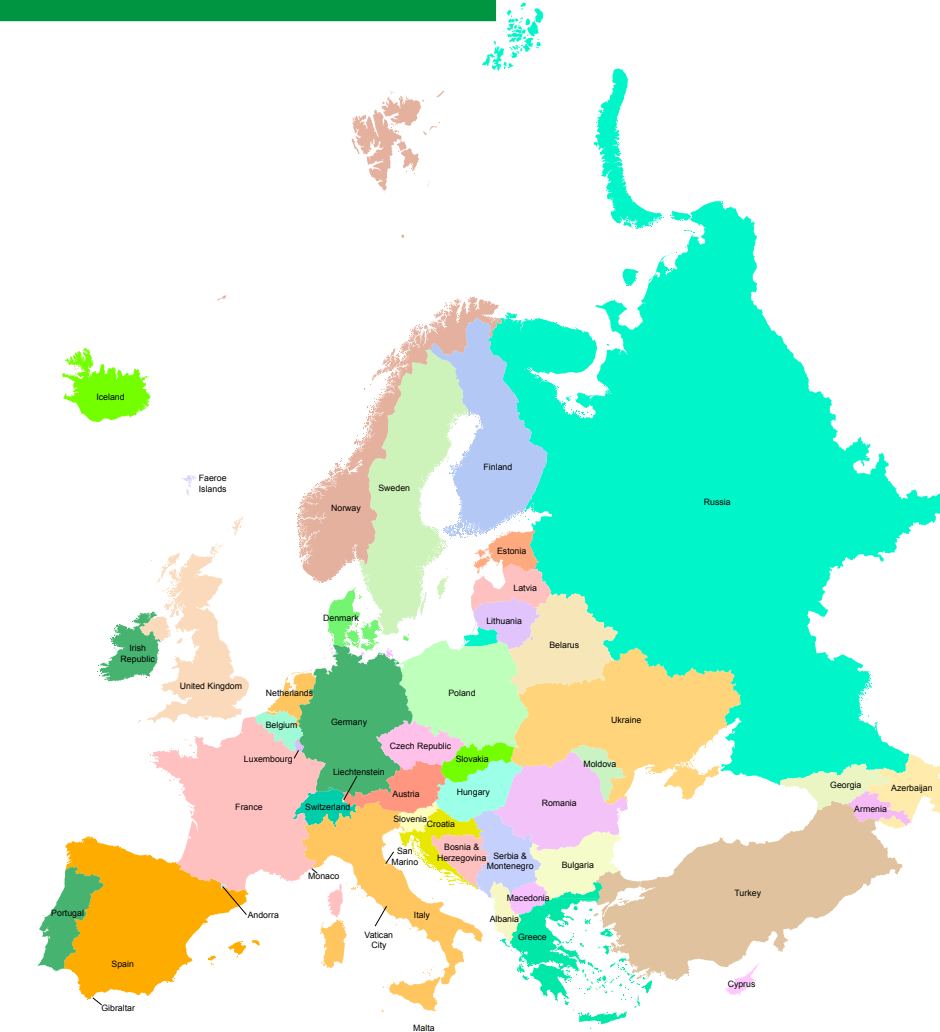 Iceland
Faeroe
Islands
Finland
Sweden
Norway
Russia
Estonia
Latvia
Lithuania
Denmark
Belarus
Irish
Republic
United Kingdom
Netherlands
Poland
Germany
Ukraine
Belgium
Czech Republic
Luxembourg
Slovakia
Moldova
Liechtenstein
Georgia
Azerbaijan
Austria
Hungary
France
Switzerland
Romania
Armenia
Slovenia
Croatia
San
Marino
Bosnia &
Herzegovina
Serbia &
Montenegro
Bulgaria
Monaco
Turkey
Macedonia
Portugal
Andorra
Italy
Albania
Vatican
City
Greece
Spain
Cyprus
Gibraltar
Malta